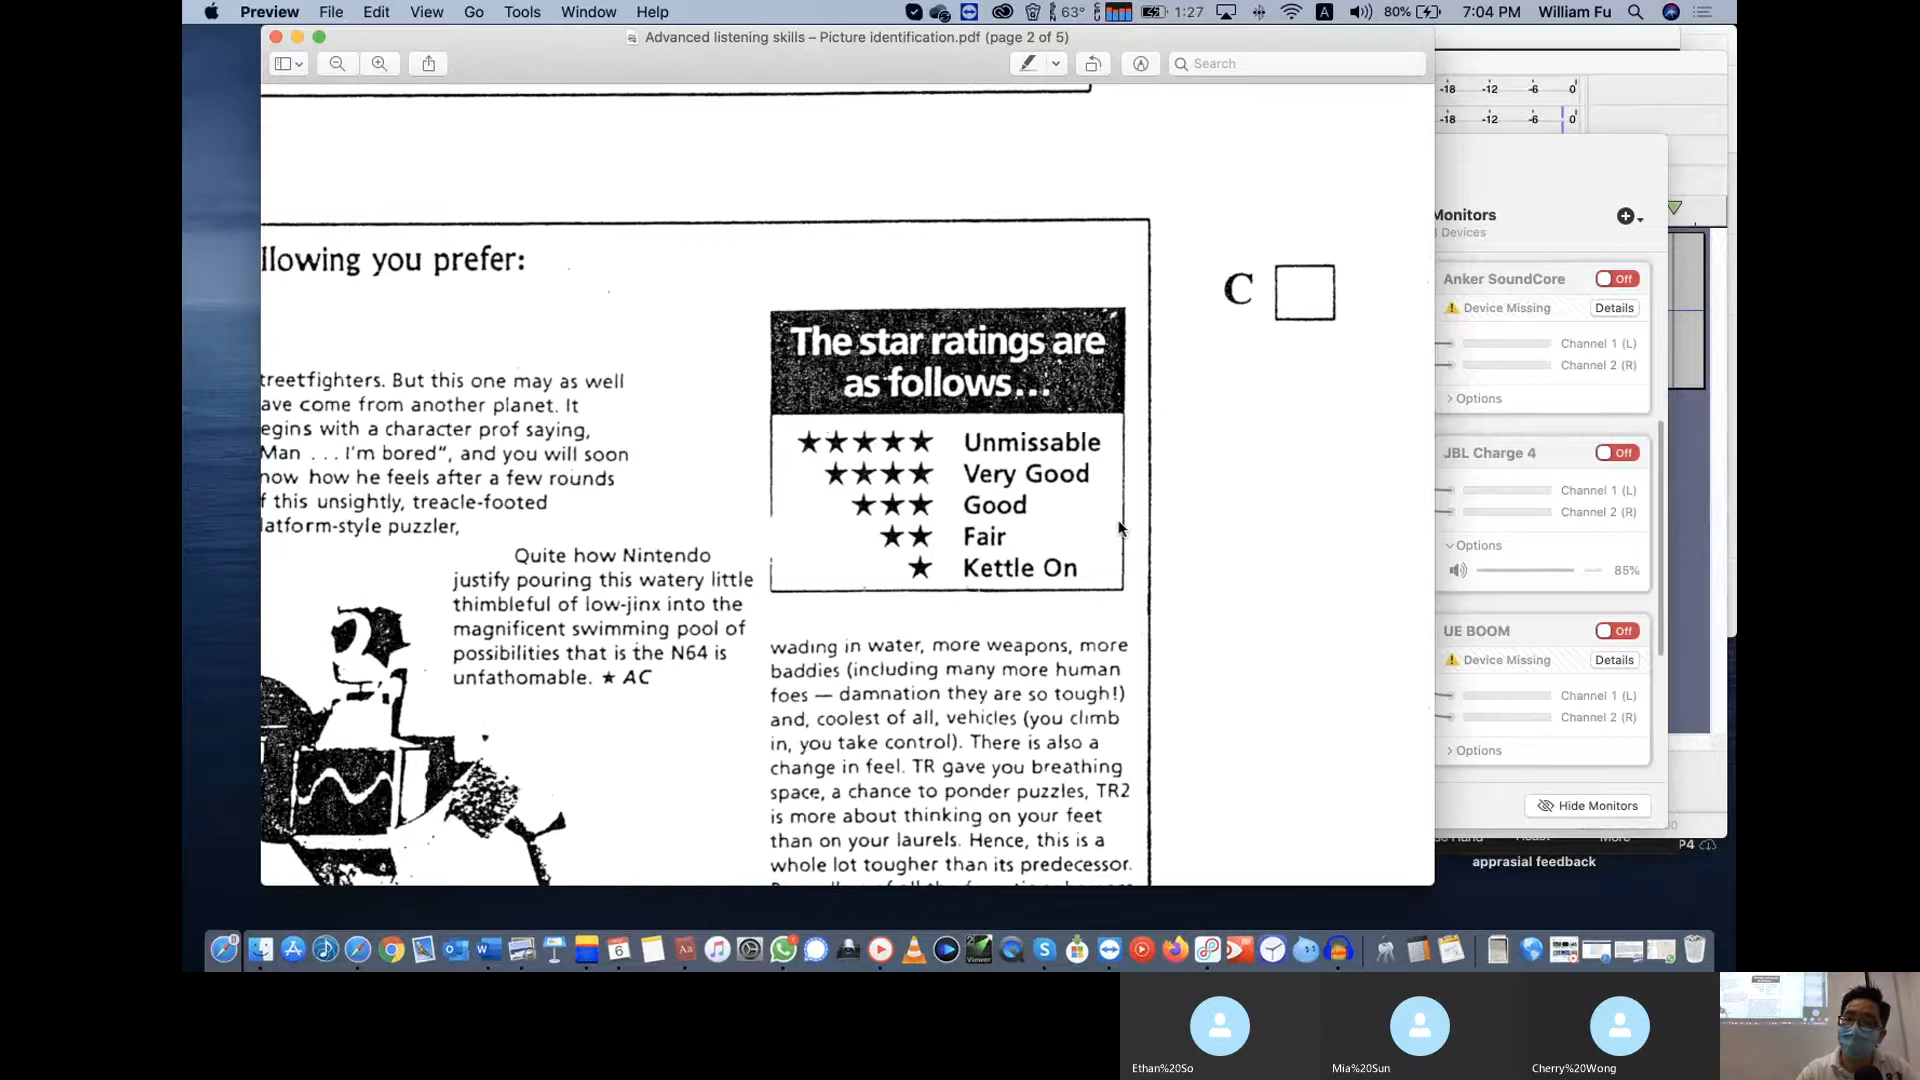 Preview File Edit View Go Tools Window Help
63° 1:27 80% 7:04 PM William Fu
Advanced listening skills – Picture identification.pdf (page 2 of 5)
Search
llowing you prefer:
C
The star ratings are
as follows...
★★★★★ Unmissable
★★★★ Very Good
★★★ Good
★★ Fair
★ Kettle On
treetfighters. But this one may as well
ave come from another planet. It
egins with a character prof saying,
Man . . . I'm bored", and you will soon
now how he feels after a few rounds
f this unsightly, treacle-footed
latform-style puzzler,
Quite how Nintendo
justify pouring this watery little
thimbleful of low-jinx into the
magnificent swimming pool of
possibilities that is the N64 is
unfathomable. ★ AC
wading in water, more weapons, more
baddies (including many more human
foes — damnation they are so tough!)
and, coolest of all, vehicles (you climb
in, you take control). There is also a
change in feel. TR gave you breathing
space, a chance to ponder puzzles, TR2
is more about thinking on your feet
than on your laurels. Hence, this is a
whole lot tougher than its predecessor.
-18 -12 -6 0
-18 -12 -6 0
Monitors
Devices
Anker SoundCore Off
Device Missing Details
Channel 1 (L)
Channel 2 (R)
Options
JBL Charge 4 Off
Channel 1 (L)
Channel 2 (R)
Options
85%
UE BOOM Off
Device Missing Details
Channel 1 (L)
Channel 2 (R)
Options
Hide Monitors
P4
apprasial feedback
6
Ethan%20So
Mia%20Sun
Cherry%20Wong